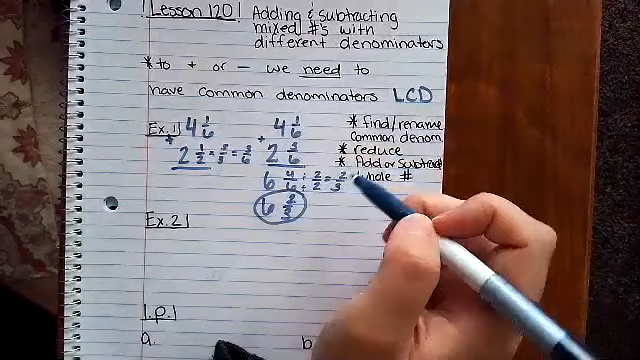 Lesson 120! Adding & subtracting
mixed #'s with
different denominators
*to + or — we need to
have common denominators LCD
Ex.1 4 1/6
+ 2 1/2 = 3/6
4 1/6
+ 2 3/6
6 4/6 ÷ 2/2 = 2/3
6 2/3
* find/rename
common denom
* reduce
* Add or subtract
whole #
Ex.2
l.p.
a.
b